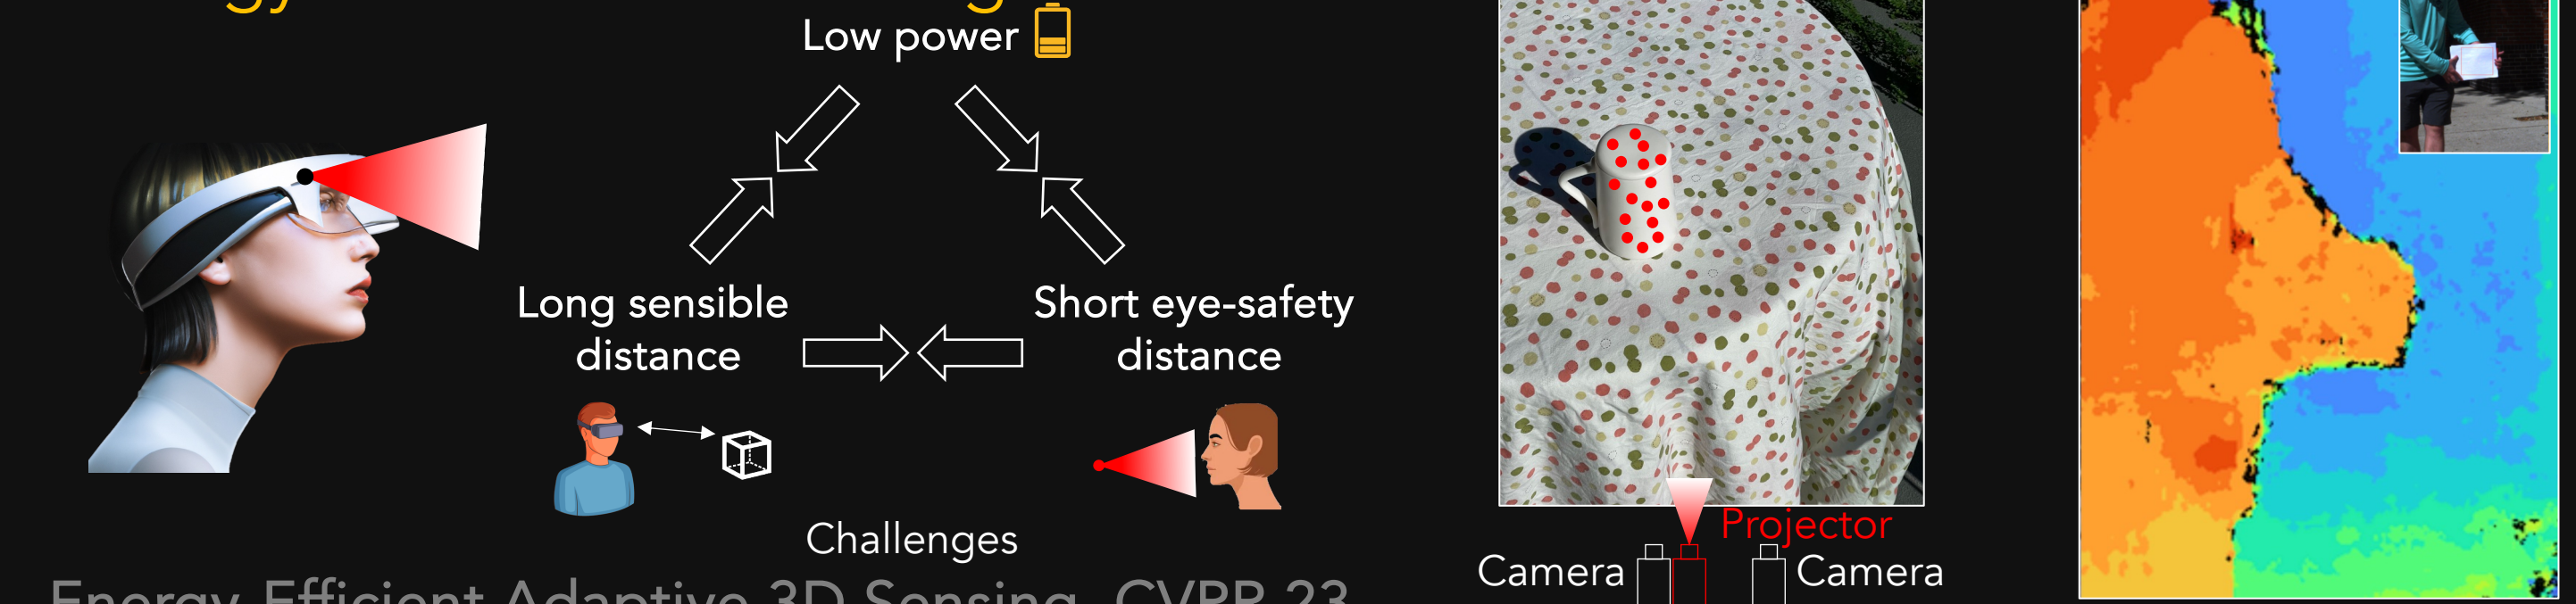 Low power
Long sensible
distance
Short eye-safety
distance
Challenges
Projector
Camera
Camera
Energy-Efficient Adaptive 3D Sensing, CVPR 23